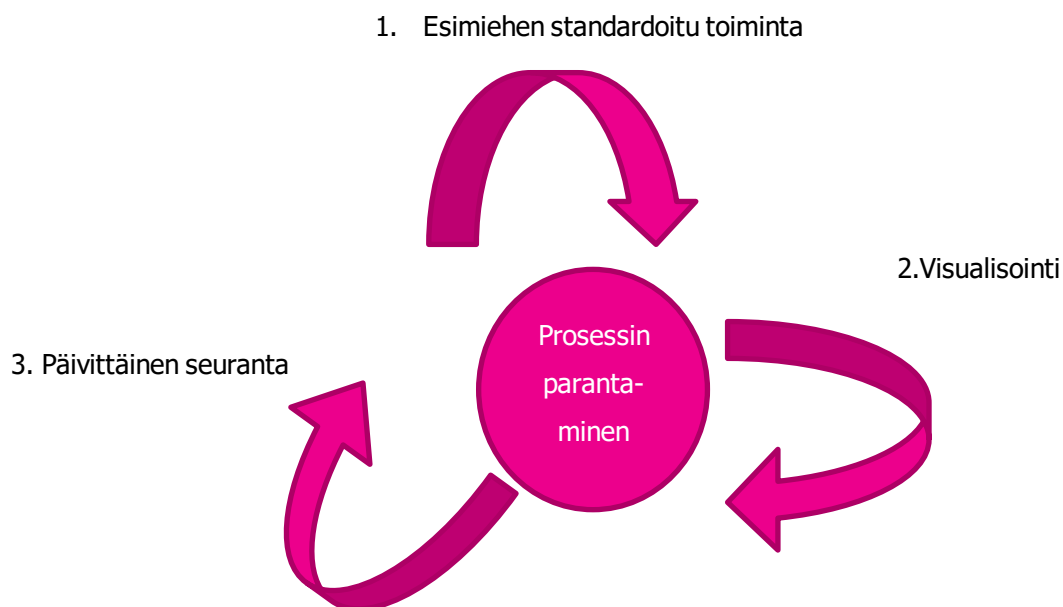 1. Esimiehen standardoitu toiminta
2.Visualisointi
Prosessin
paranta-
minen
3. Päivittäinen seuranta